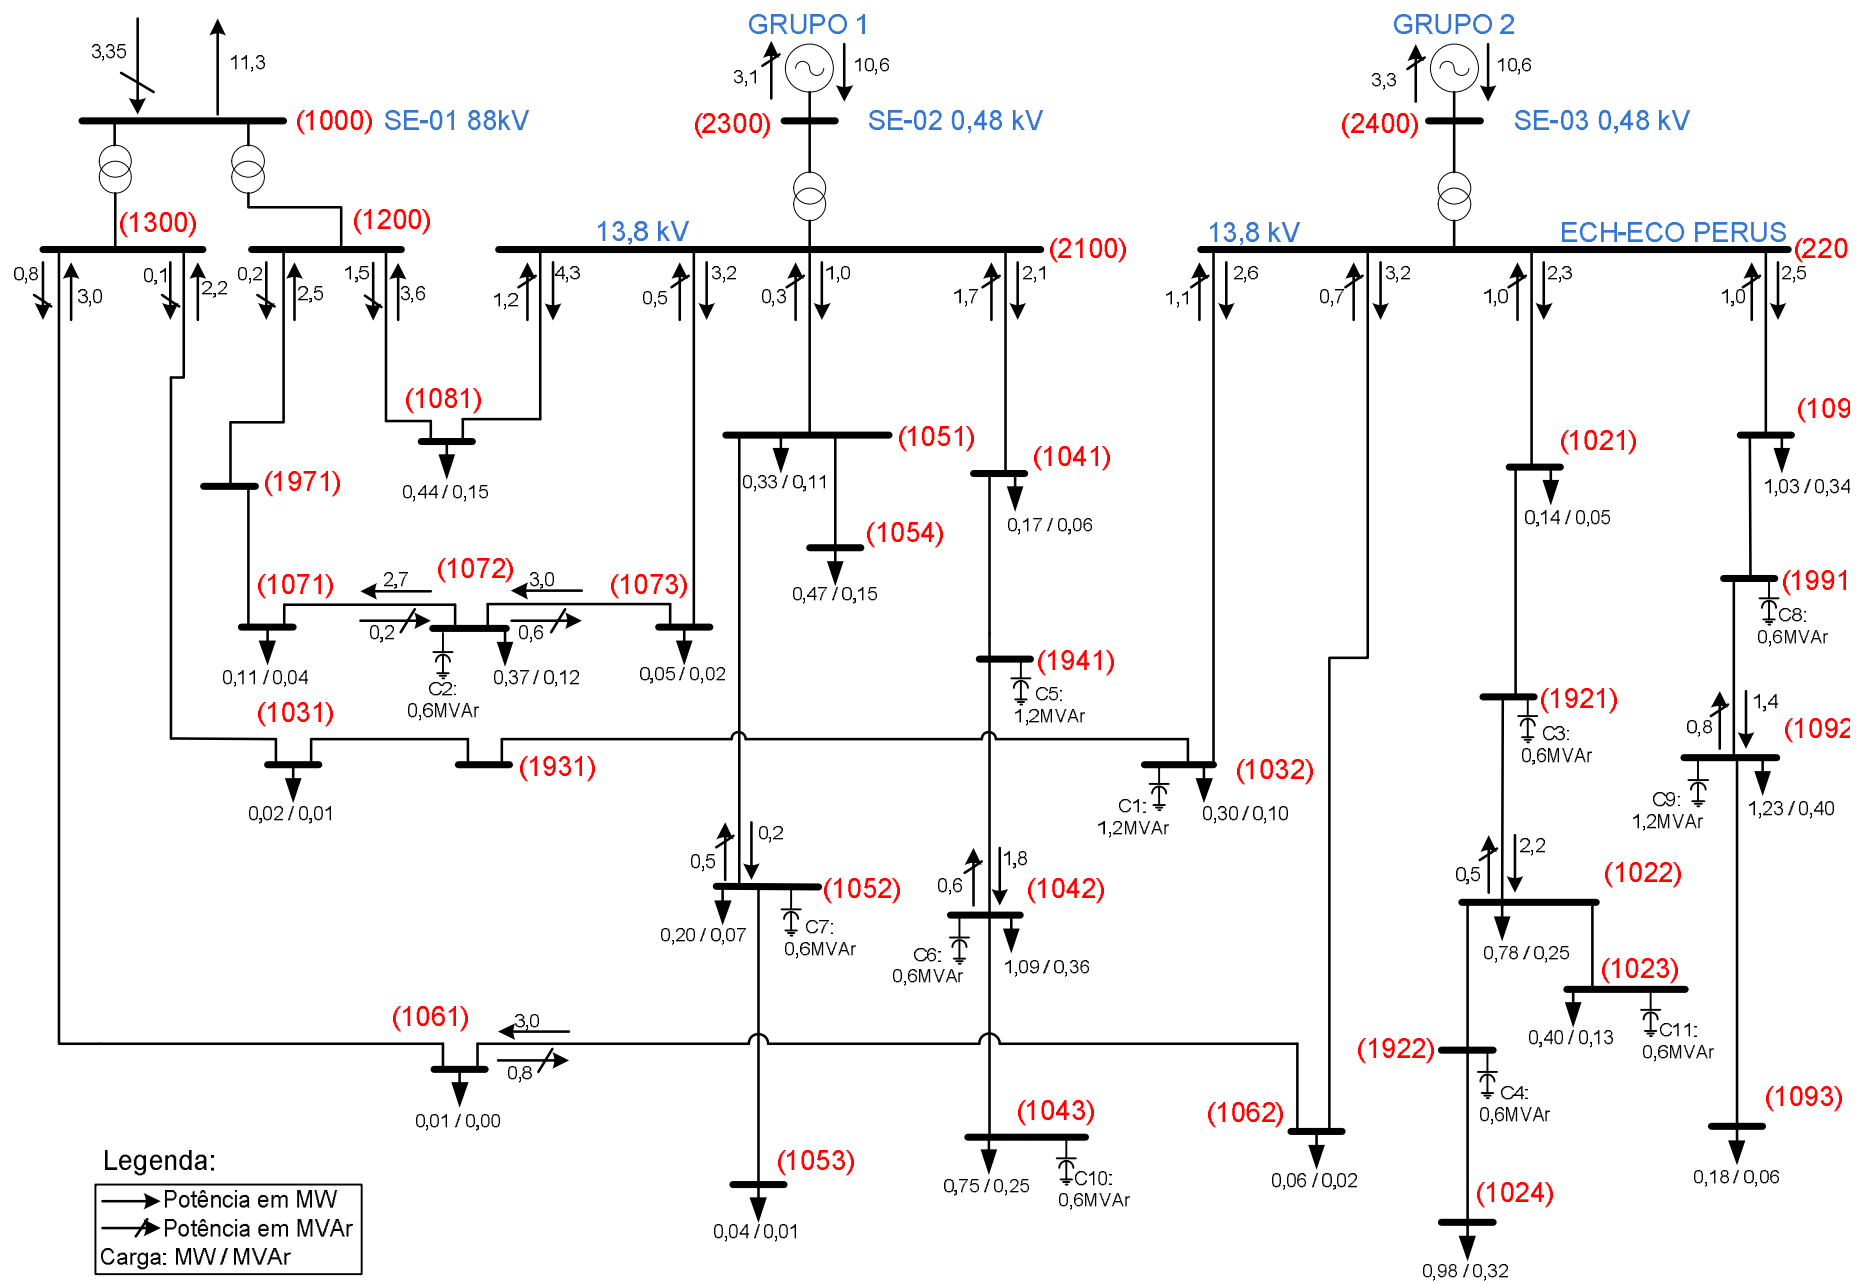 GRUPO 1
GRUPO 2
3,35
11,3
3,1
10,6
3,3
10,6
(1000)
SE-01 88kV
(2300)
SE-02 0,48 kV
(2400)
SE-03 0,48 kV
(1300)
(1200)
13,8 kV
(2100)
13,8 kV
ECH-ECO PERUS
(220
0,8
3,0
0,1
2,2
0,2
2,5
1,5
3,6
1,2
4,3
0,5
3,2
0,3
1,0
1,7
2,1
1,1
2,6
0,7
3,2
1,0
2,3
1,0
2,5
(1081)
0,44 / 0,15
(1051)
0,33 / 0,11
(1041)
0,17 / 0,06
(1021)
0,14 / 0,05
(109
1,03 / 0,34
(1971)
(1054)
0,47 / 0,15
(1071)
2,7
(1072)
3,0
(1073)
0,2
0,6
0,11 / 0,04
C2:
0,6MVAr
0,37 / 0,12
0,05 / 0,02
(1991
C8:
0,6MVAr
(1941)
C5:
1,2MVAr
(1921)
C3:
0,6MVAr
(1031)
0,02 / 0,01
(1931)
(1032)
C1:
1,2MVAr
0,30 / 0,10
0,8
1,4
(1092
C9:
1,2MVAr
1,23 / 0,40
0,5
0,2
(1052)
0,20 / 0,07
C7:
0,6MVAr
0,6
1,8
(1042)
C6:
0,6MVAr
1,09 / 0,36
0,5
2,2
(1022)
0,78 / 0,25
(1023)
0,40 / 0,13
C11:
0,6MVAr
(1061)
3,0
0,8
0,01 / 0,00
(1922)
C4:
0,6MVAr
(1043)
0,75 / 0,25
C10:
0,6MVAr
(1062)
0,06 / 0,02
(1093)
0,18 / 0,06
(1053)
0,04 / 0,01
(1024)
0,98 / 0,32
Legenda:
Potência em MW
Potência em MVAr
Carga: MW / MVAr